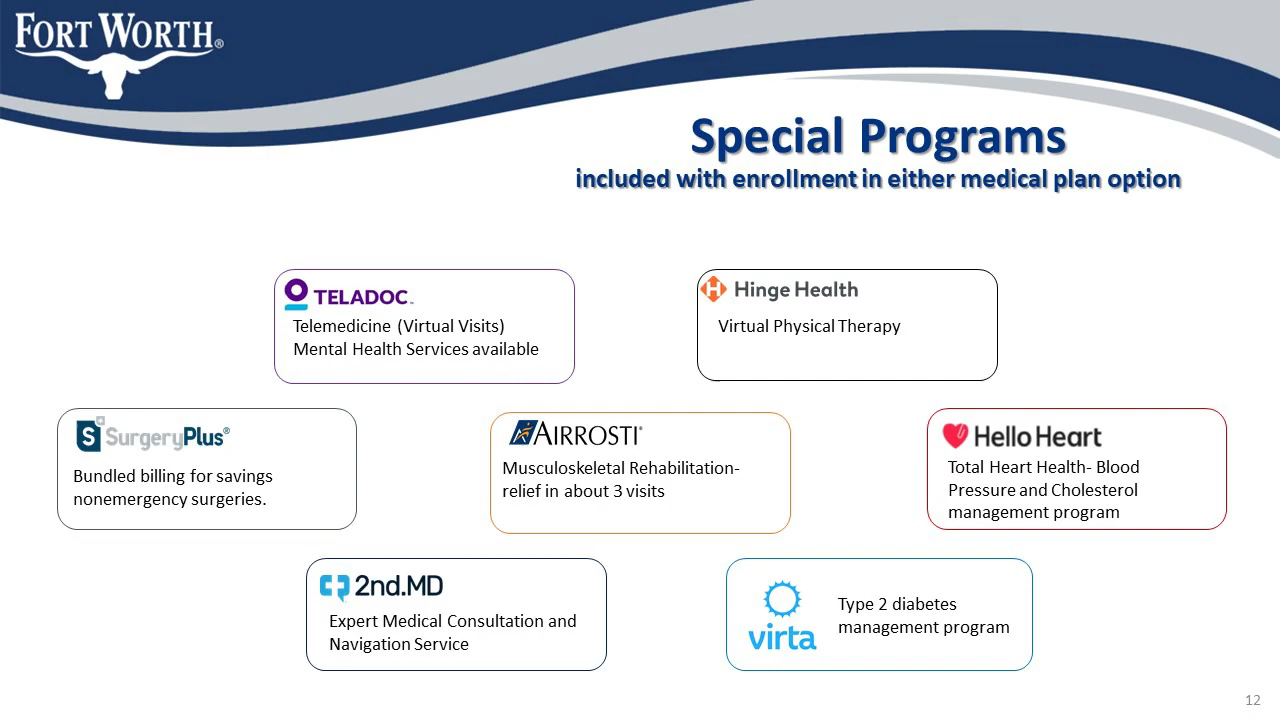 FORT WORTH®
Special Programs
included with enrollment in either medical plan option
TELADOC™
Telemedicine (Virtual Visits)
Mental Health Services available
H Hinge Health
Virtual Physical Therapy
S SurgeryPlus®
Bundled billing for savings
nonemergency surgeries.
AIRROSTI®
Musculoskeletal Rehabilitation-
relief in about 3 visits
Hello Heart
Total Heart Health- Blood
Pressure and Cholesterol
management program
2nd.MD
Expert Medical Consultation and
Navigation Service
virta
Type 2 diabetes
management program
12